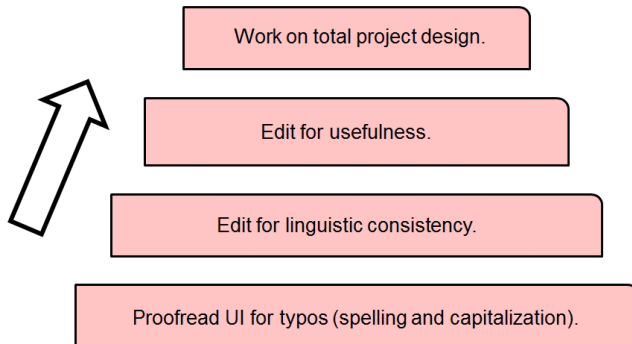 Work on total project design.
Edit for usefulness.
Edit for linguistic consistency.
Proofread UI for typos (spelling and capitalization).